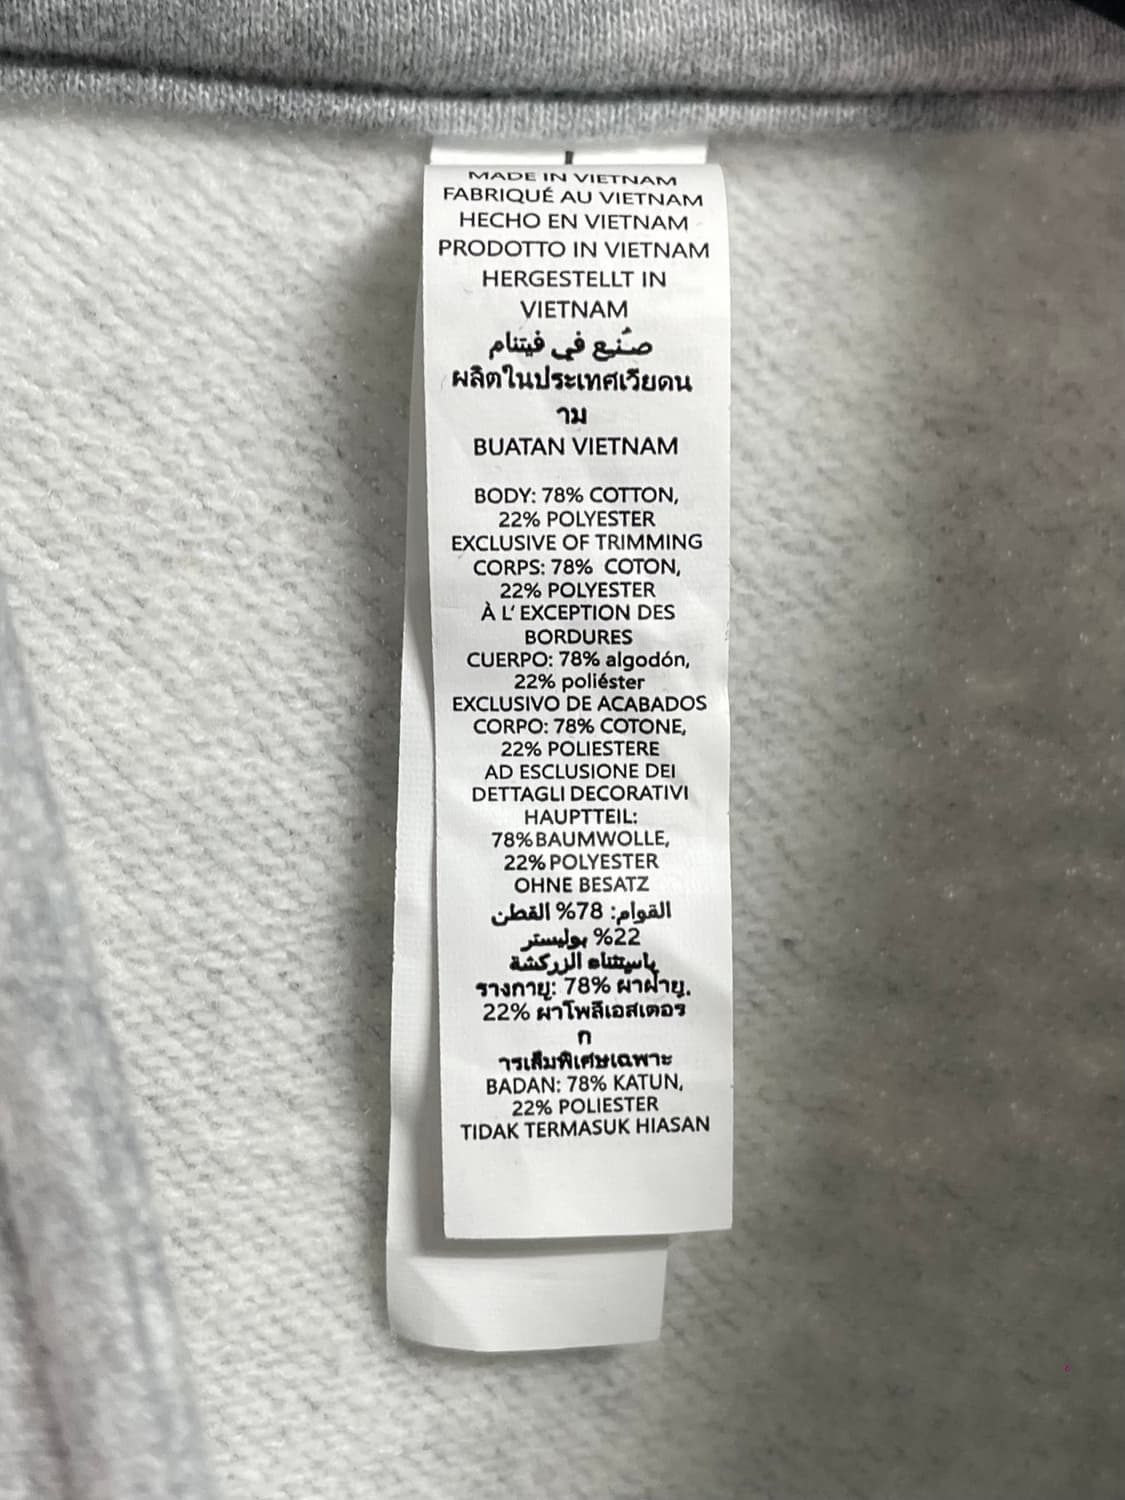 MADE IN VIETNAM
FABRIQUÉ AU VIETNAM
HECHO EN VIETNAM
PRODOTTO IN VIETNAM
HERGESTELLT IN
VIETNAM
صُنع في فيتنام
ผลิตในประเทศเวียดน
าม
BUATAN VIETNAM
BODY: 78% COTTON,
22% POLYESTER
EXCLUSIVE OF TRIMMING
CORPS: 78% COTON,
22% POLYESTER
À L' EXCEPTION DES
BORDURES
CUERPO: 78% algodón,
22% poliéster
EXCLUSIVO DE ACABADOS
CORPO: 78% COTONE,
22% POLIESTERE
AD ESCLUSIONE DEI
DETTAGLI DECORATIVI
HAUPTTEIL:
78% BAUMWOLLE,
22% POLYESTER
OHNE BESATZ
القوام: 78% القطن
22% بوليستر
باستثناء الزركشة
รางกายู: 78% ผาฝายู,
22% ผาโพลีเอสเตอร
ก
ารเสิมพิเศษเฉพาะ
BADAN: 78% KATUN,
22% POLIESTER
TIDAK TERMASUK HIASAN